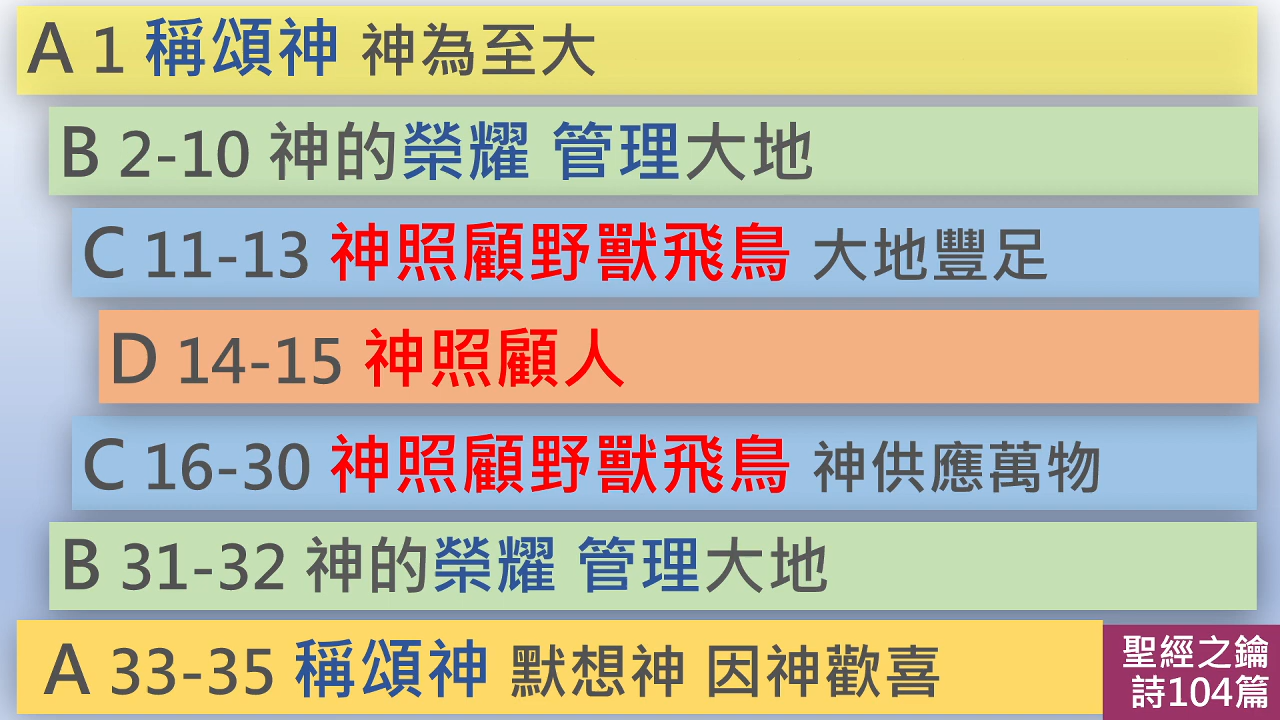 A 1 稱頌神 神為至大
B 2-10 神的榮耀 管理大地
C 11-13 神照顧野獸飛鳥 大地豐足
D 14-15 神照顧人
C 16-30 神照顧野獸飛鳥 神供應萬物
B 31-32 神的榮耀 管理大地
A 33-35 稱頌神 默想神 因神歡喜
聖經之鑰
詩104篇